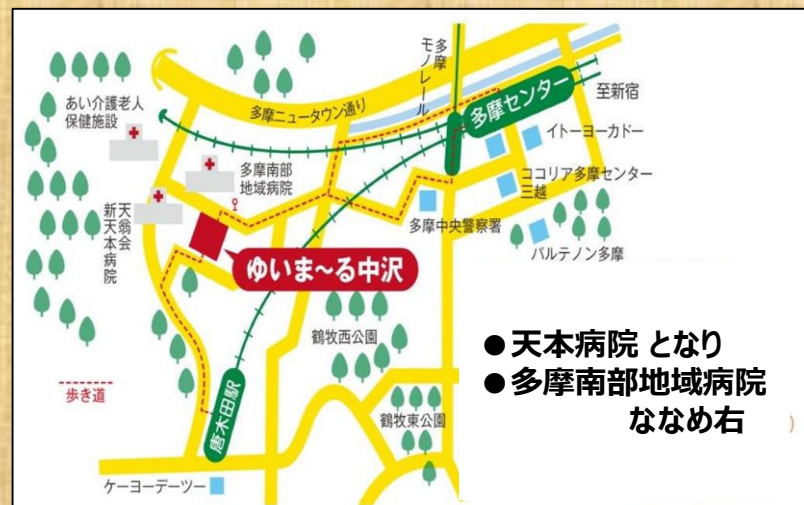 多摩モノレール
至新宿
多摩センター
多摩ニュータウン通り
イトーヨーカドー
あい介護老人
保健施設
多摩南部
地域病院
ココリア多摩センター
三越
天翁会
新天本病院
多摩中央警察署
パルテノン多摩
ゆいま～る中沢
鶴牧西公園
●天本病院 となり
●多摩南部地域病院
ななめ右
歩き道
唐木田駅
鶴牧東公園
ケーヨーデーツー